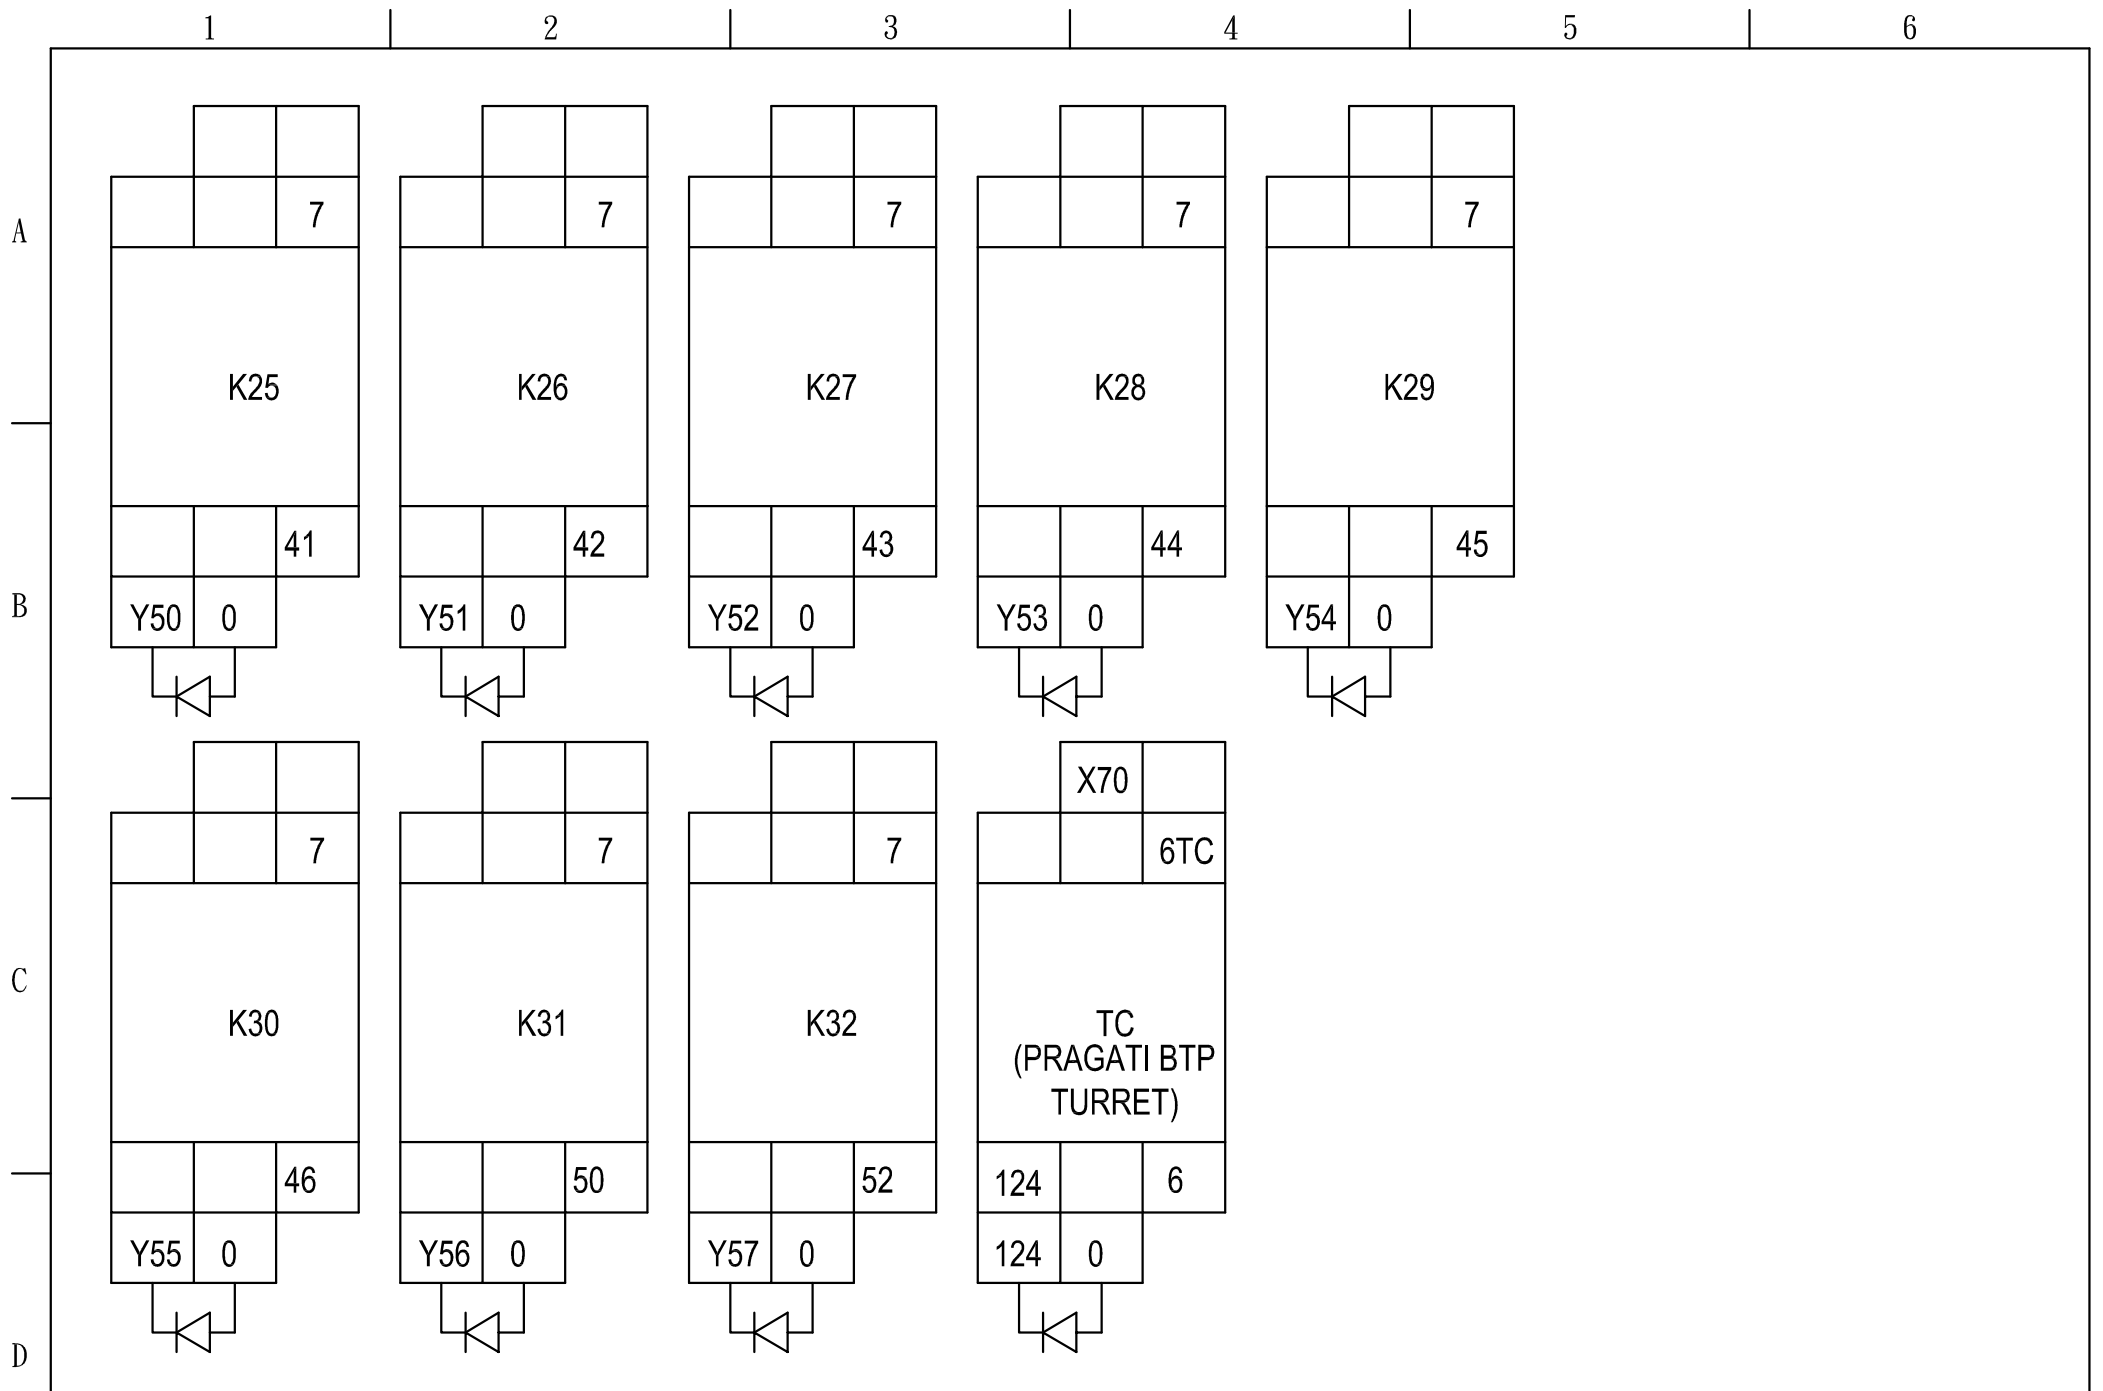 1 2 3 4 5 6
A
7 7 7 7 7
K25 K26 K27 K28 K29
41 42 43 44 45
B
Y50 0 Y51 0 Y52 0 Y53 0 Y54 0
X70
7 7 7 6TC
C
K30 K31 K32 TC
(PRAGATI BTP
TURRET)
46 50 52 124 6
Y55 0 Y56 0 Y57 0 124 0
D